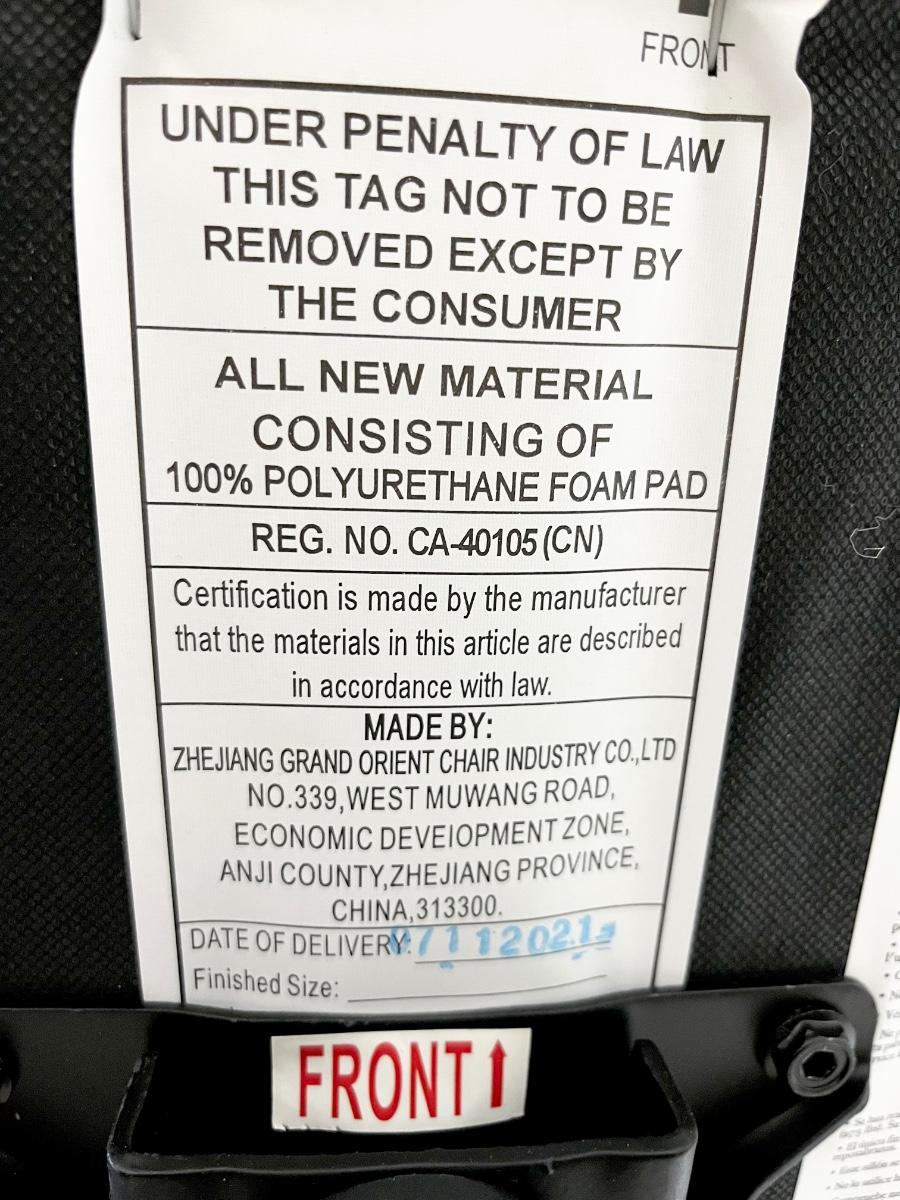 FRONT
UNDER PENALTY OF LAW
THIS TAG NOT TO BE
REMOVED EXCEPT BY
THE CONSUMER
ALL NEW MATERIAL
CONSISTING OF
100% POLYURETHANE FOAM PAD
REG. NO. CA-40105 (CN)
Certification is made by the manufacturer
that the materials in this article are described
in accordance with law.
MADE BY:
ZHEJIANG GRAND ORIENT CHAIR INDUSTRY CO.,LTD
NO.339,WEST MUWANG ROAD,
ECONOMIC DEVEIOPMENT ZONE,
ANJI COUNTY,ZHEJIANG PROVINCE,
CHINA,313300.
DATE OF DELIVERY:
Finished Size:
FRONT ↑